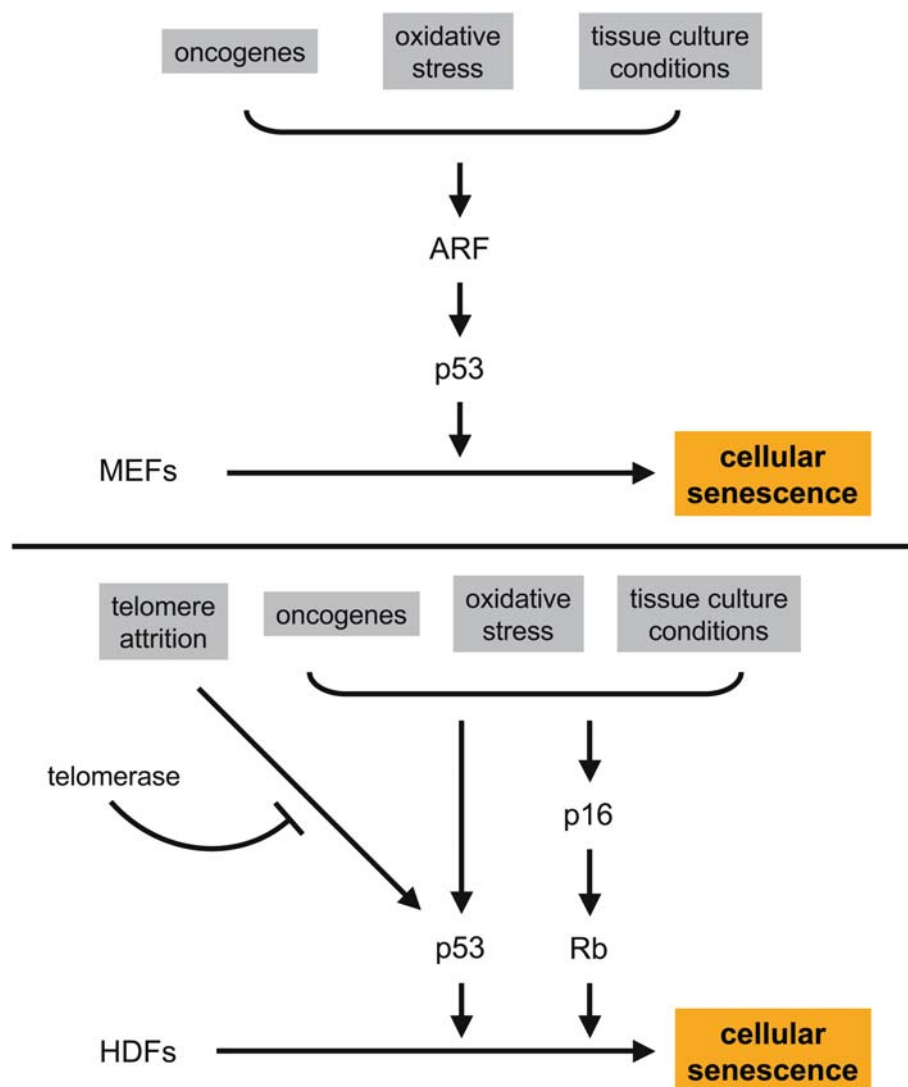 oncogenes
oxidative
stress
tissue culture
conditions
ARF
p53
MEFs
cellular
senescence
telomere
attrition
oncogenes
oxidative
stress
tissue culture
conditions
telomerase
p16
p53
Rb
HDFs
cellular
senescence